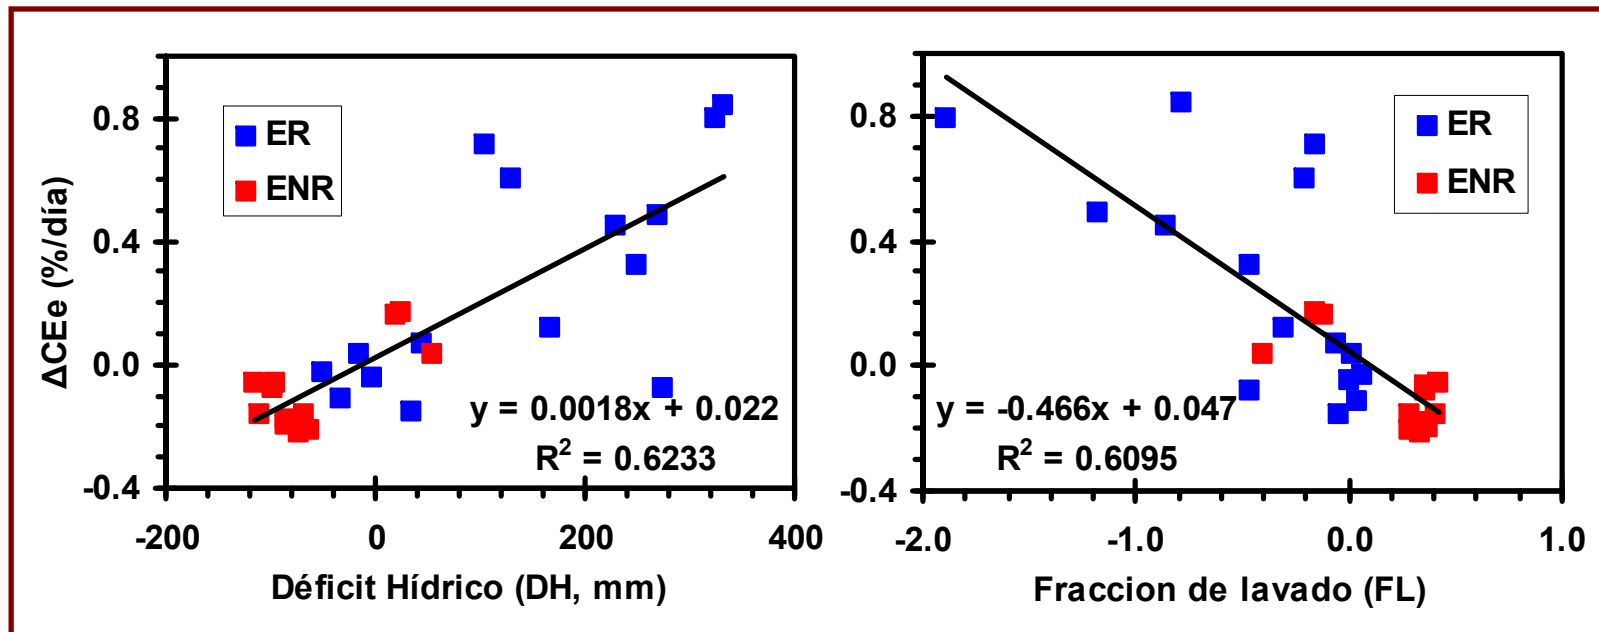 ΔCEe (%/día)
0.8
0.4
0.0
-0.4
-200
0
200
400
Déficit Hídrico (DH, mm)
ER
ENR
y = 0.0018x + 0.022
R² = 0.6233
0.8
0.4
0.0
-0.4
-2.0
-1.0
0.0
1.0
Fraccion de lavado (FL)
ER
ENR
y = -0.466x + 0.047
R² = 0.6095